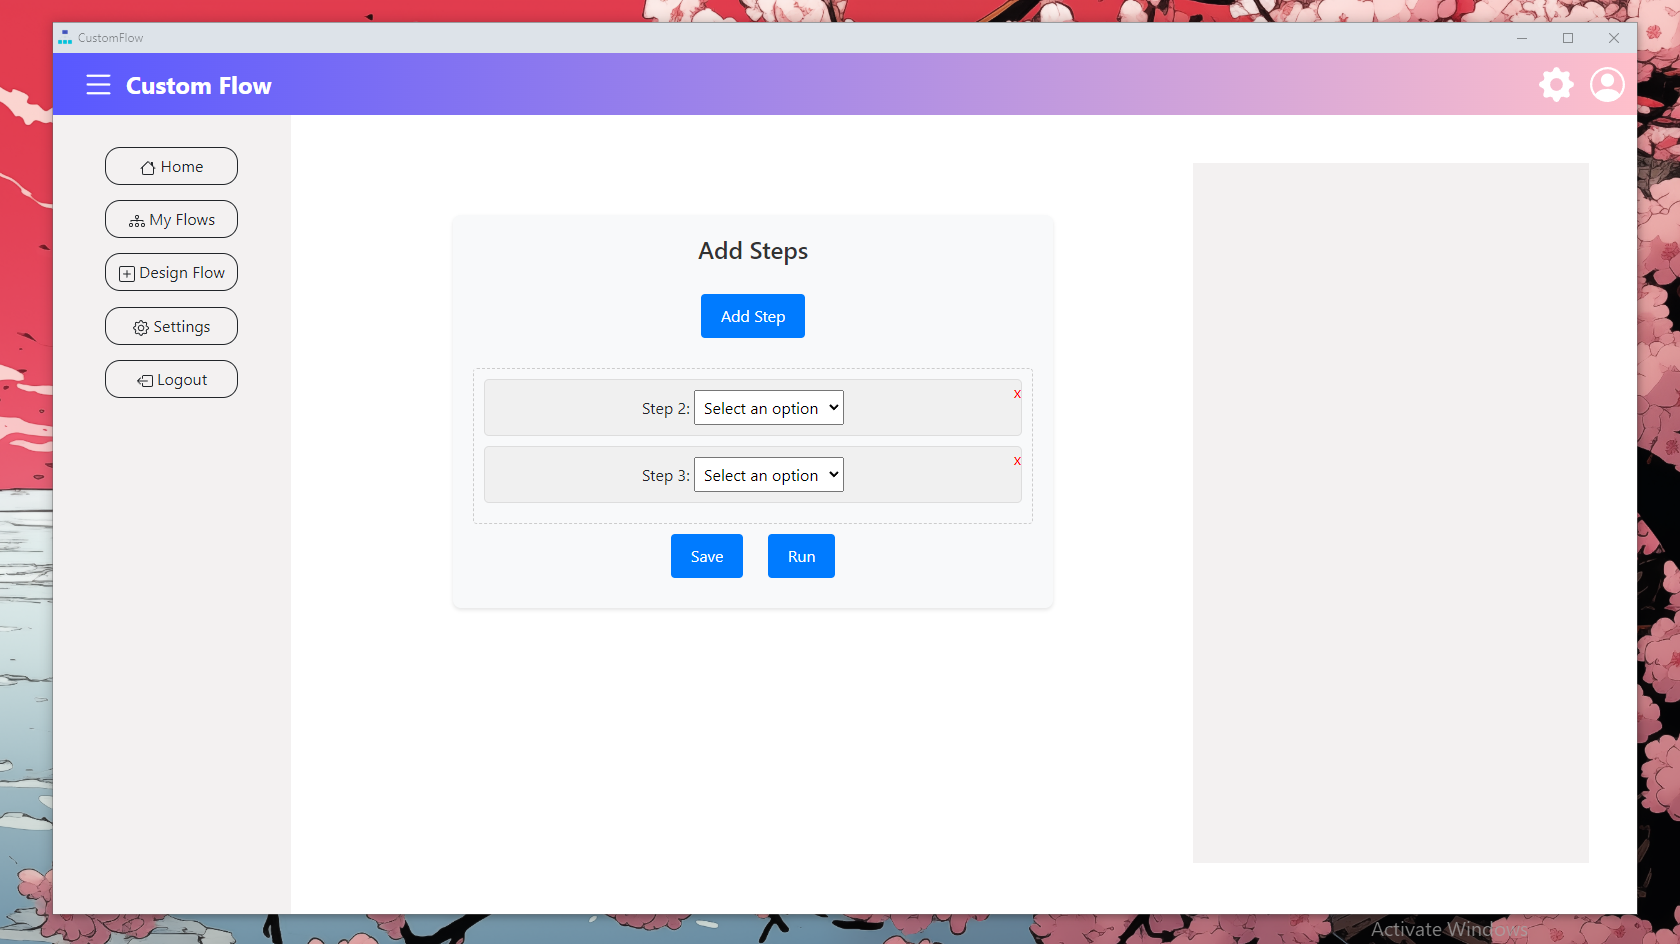 CustomFlow
Custom Flow
Home
My Flows
Design Flow
Settings
Logout
Add Steps
Add Step
Step 2: Select an option
x
Step 3: Select an option
x
Save Run
Activate Windows